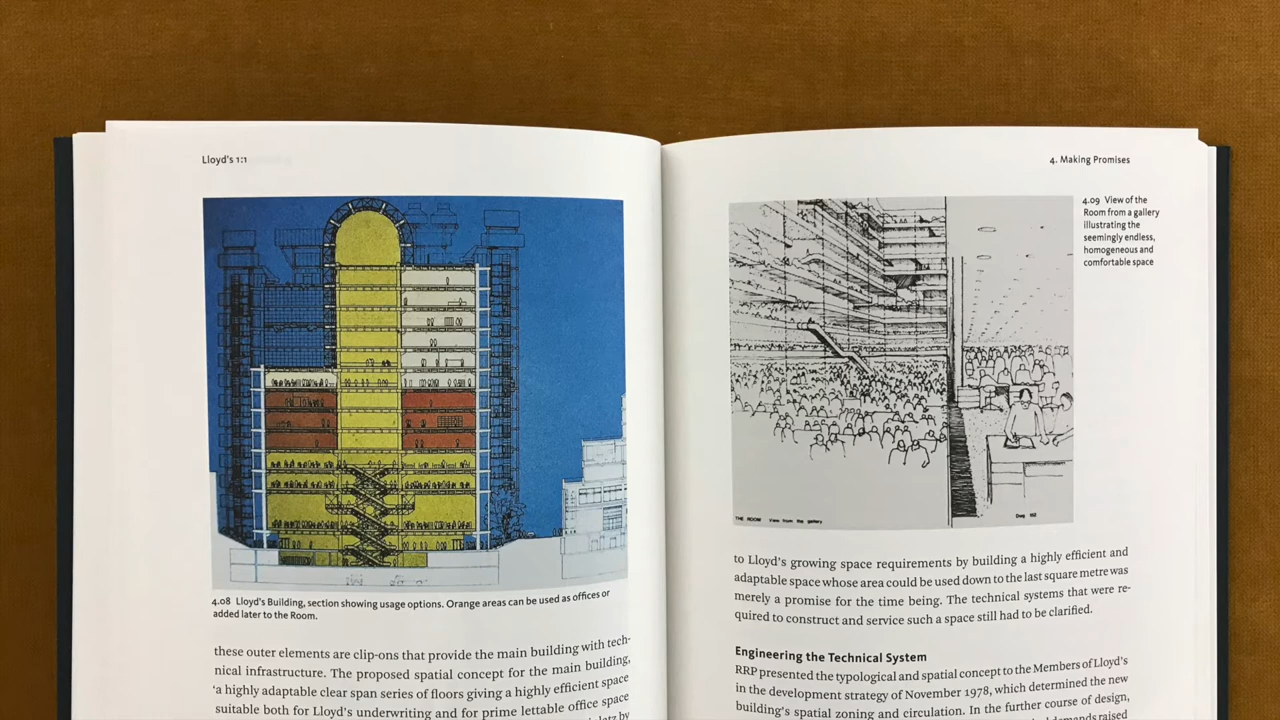 Lloyd's 1:1
4.08 Lloyd's Building, section showing usage options. Orange areas can be used as offices or
added later to the Room.
these outer elements are clip-ons that provide the main building with tech-
nical infrastructure. The proposed spatial concept for the main building,
‘a highly adaptable clear span series of floors giving a highly efficient space
suitable both for Lloyd's underwriting and for prime lettable office space
by
4. Making Promises
4.09 View of the
Room from a gallery
illustrating the
seemingly endless,
homogeneous and
comfortable space
THE ROOM View from the gallery
Dwg 162
to Lloyd's growing space requirements by building a highly efficient and
adaptable space whose area could be used down to the last square metre was
merely a promise for the time being. The technical systems that were re-
quired to construct and service such a space still had to be clarified.
Engineering the Technical System
RRP presented the typological and spatial concept to the Members of Lloyd's
in the development strategy of November 1978, which determined the new
building's spatial zoning and circulation. In the further course of design,
demands raised